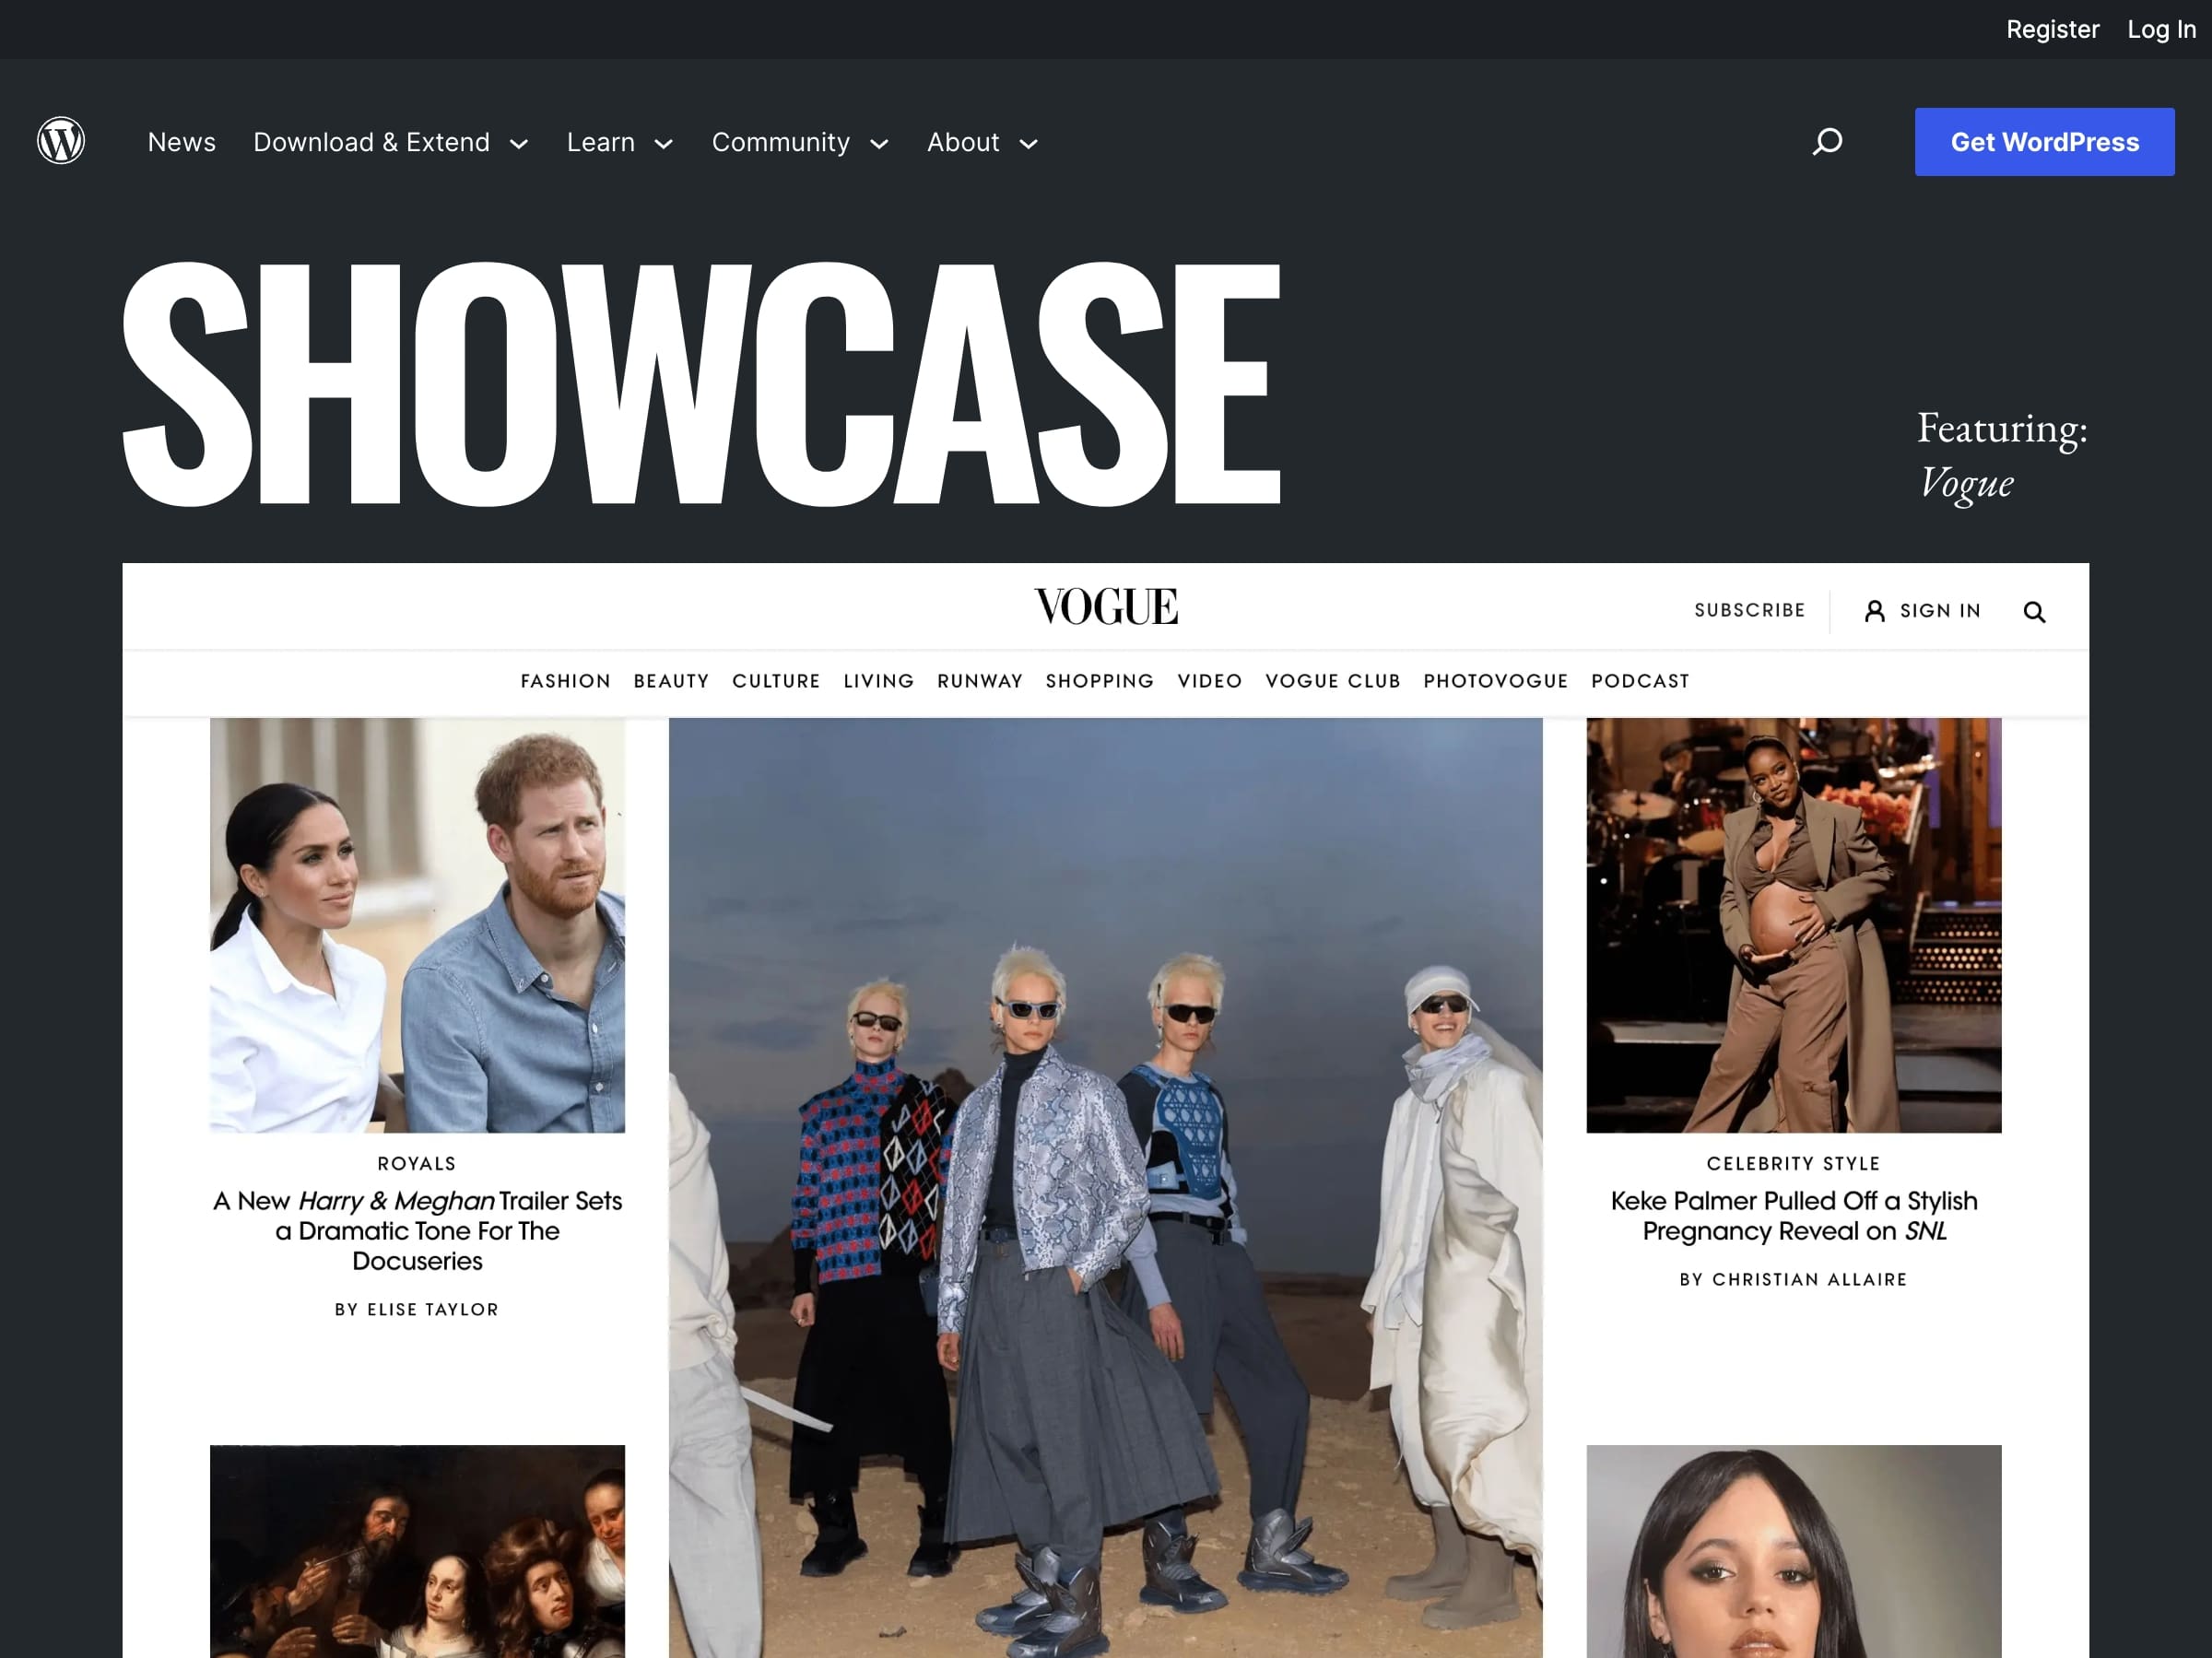 Register Log In
News Download & Extend Learn Community About Get WordPress
SHOWCASE
Featuring:
Vogue
VOGUE SUBSCRIBE SIGN IN
FASHION BEAUTY CULTURE LIVING RUNWAY SHOPPING VIDEO VOGUE CLUB PHOTOVOGUE PODCAST
ROYALS
A New Harry & Meghan Trailer Sets
a Dramatic Tone For The
Docuseries
BY ELISE TAYLOR
CELEBRITY STYLE
Keke Palmer Pulled Off a Stylish
Pregnancy Reveal on SNL
BY CHRISTIAN ALLAIRE